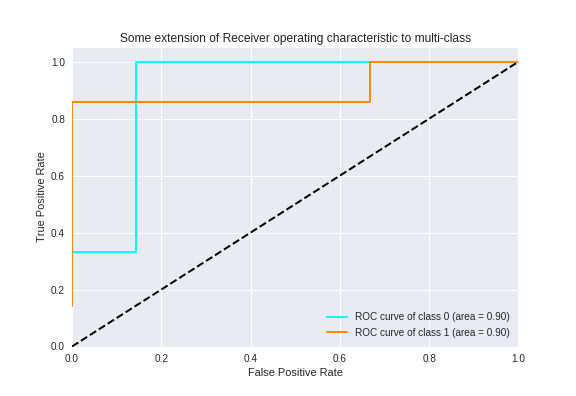 Some extension of Receiver operating characteristic to multi-class
1.0
0.8
0.6
0.4
0.2
0.0
True Positive Rate
ROC curve of class 0 (area = 0.90)
ROC curve of class 1 (area = 0.90)
0.0 0.2 0.4 0.6 0.8 1.0
False Positive Rate